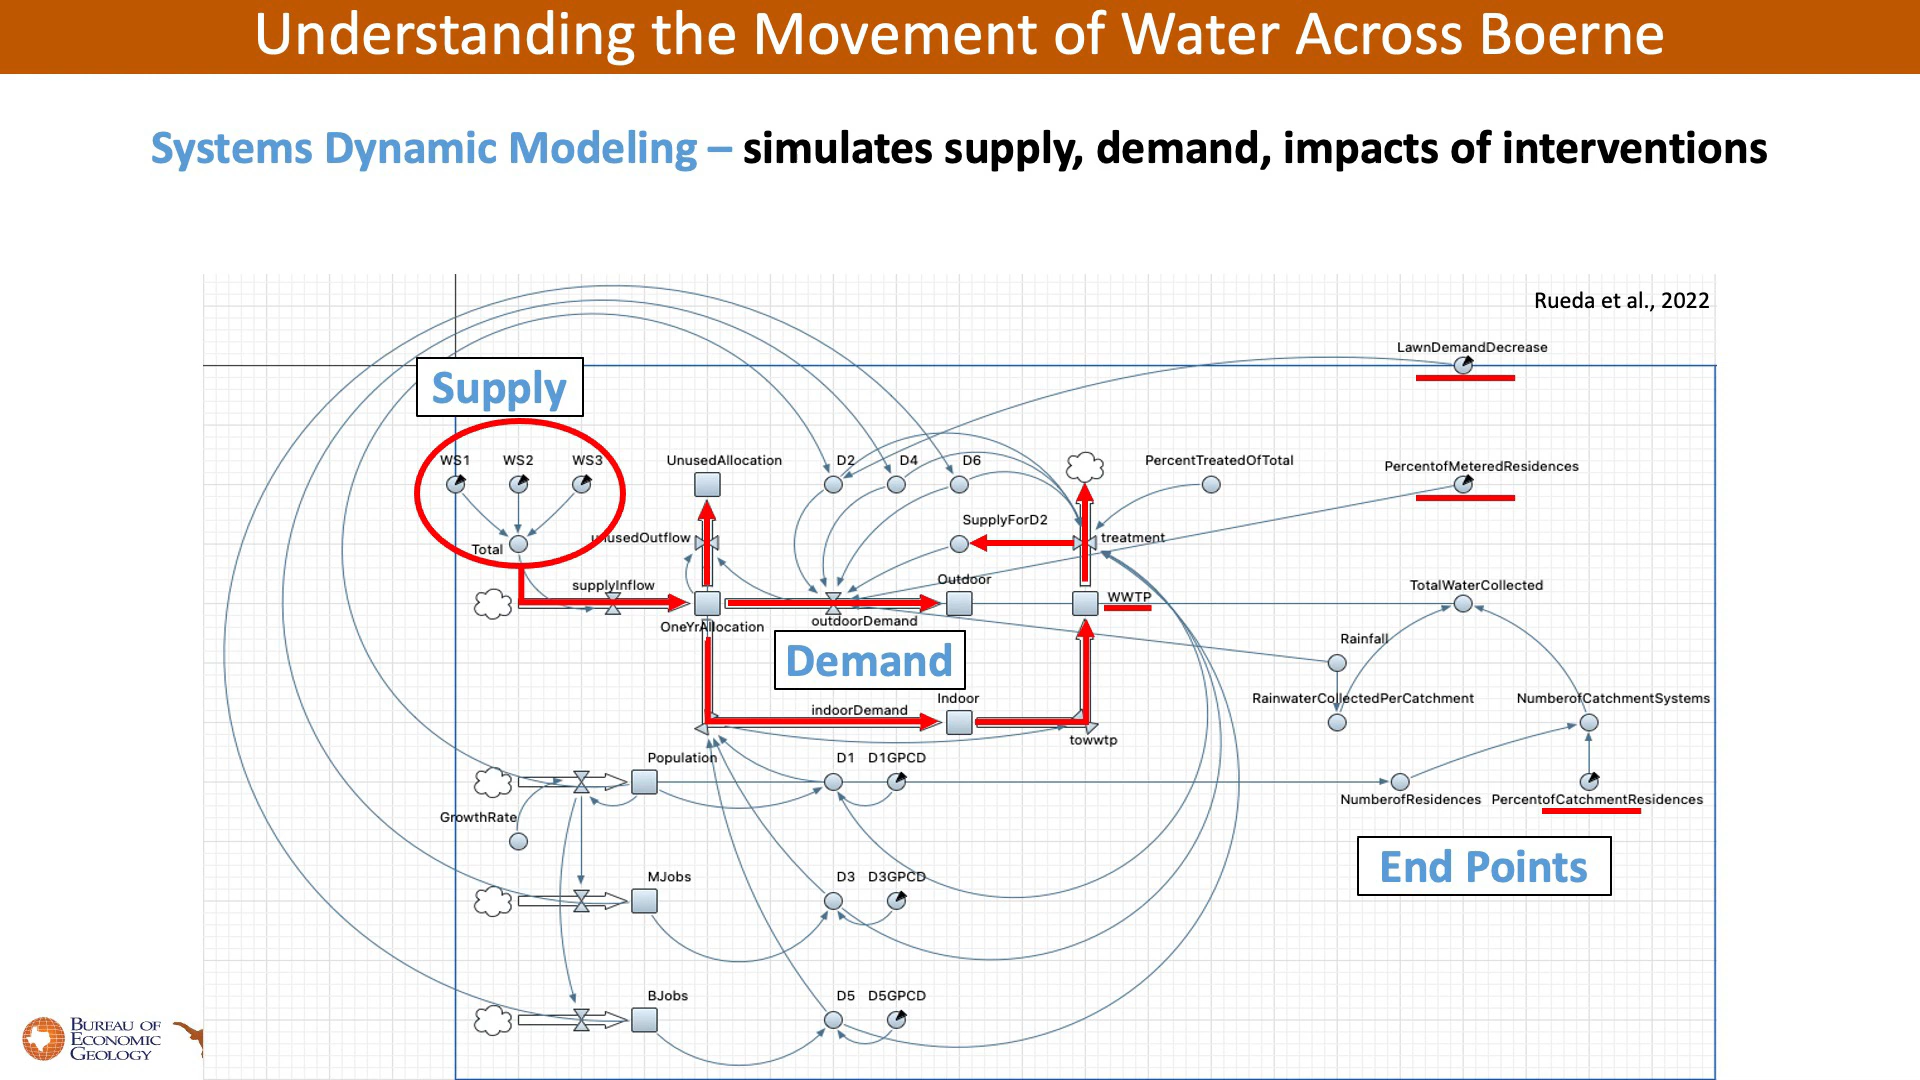 Understanding the Movement of Water Across Boerne
Systems Dynamic Modeling – simulates supply, demand, impacts of interventions
Rueda et al., 2022
LawnDemandDecrease
Supply
WS1
WS2
WS3
UnusedAllocation
D2
D4
D6
PercentTreatedOfTotal
PercentofMeteredResidences
Total
unusedOutflow
SupplyForD2
treatment
supplyInflow
Outdoor
WWTP
TotalWaterCollected
OneYrAllocation
outdoorDemand
Rainfall
Demand
Indoor
RainwaterCollectedPerCatchment
NumberofCatchmentSystems
indoorDemand
towwtp
Population
D1
D1GPCD
NumberofResidences
PercentofCatchmentResidences
GrowthRate
End Points
MJobs
D3
D3GPCD
BJobs
D5
D5GPCD
BUREAU OF
ECONOMIC
GEOLOGY